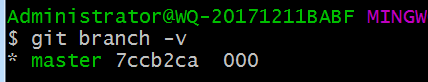 Administrator@WQ-20171211BABF MINGW
$ git branch -v
* master 7ccb2ca  000